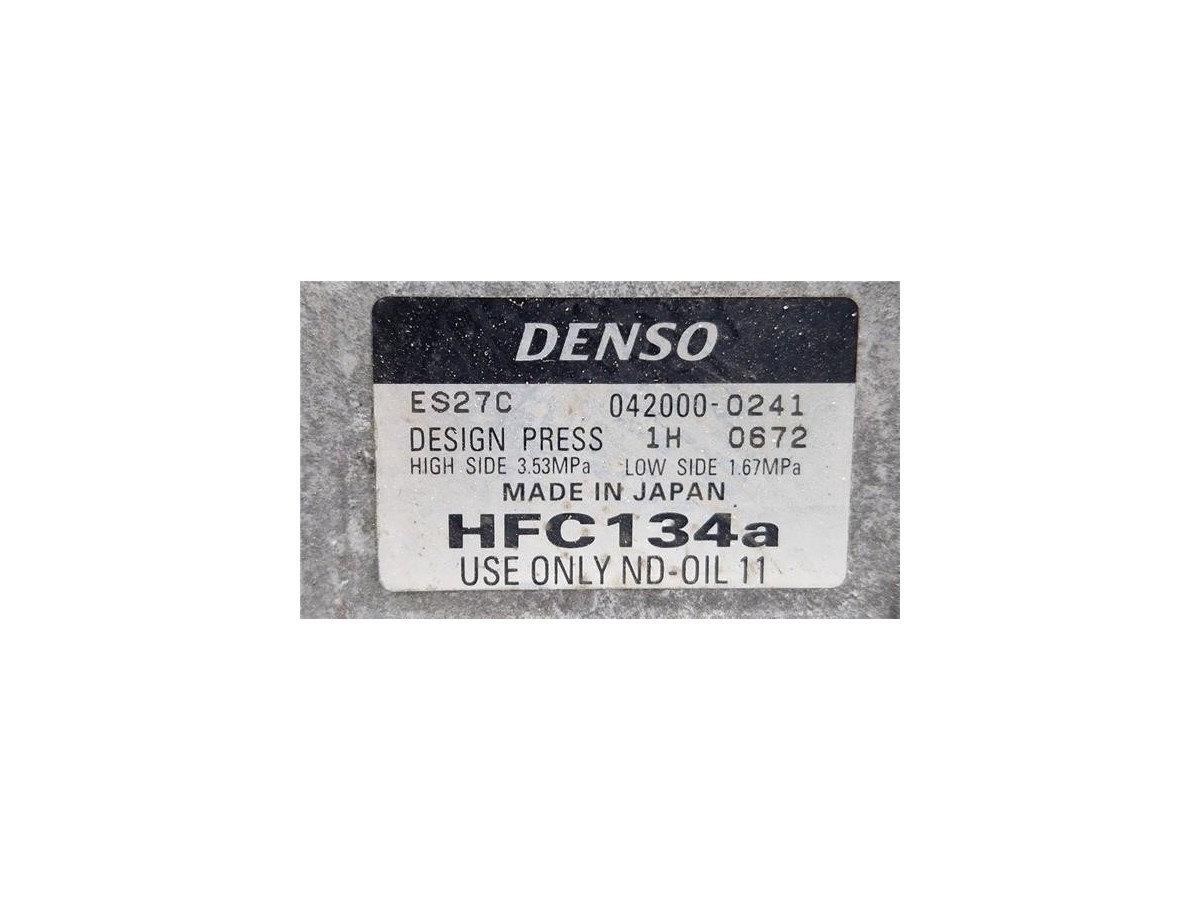 DENSO
ES27C 042000-0241
DESIGN PRESS 1H 0672
HIGH SIDE 3.53MPa LOW SIDE 1.67MPa
MADE IN JAPAN
HFC134a
USE ONLY ND-OIL 11